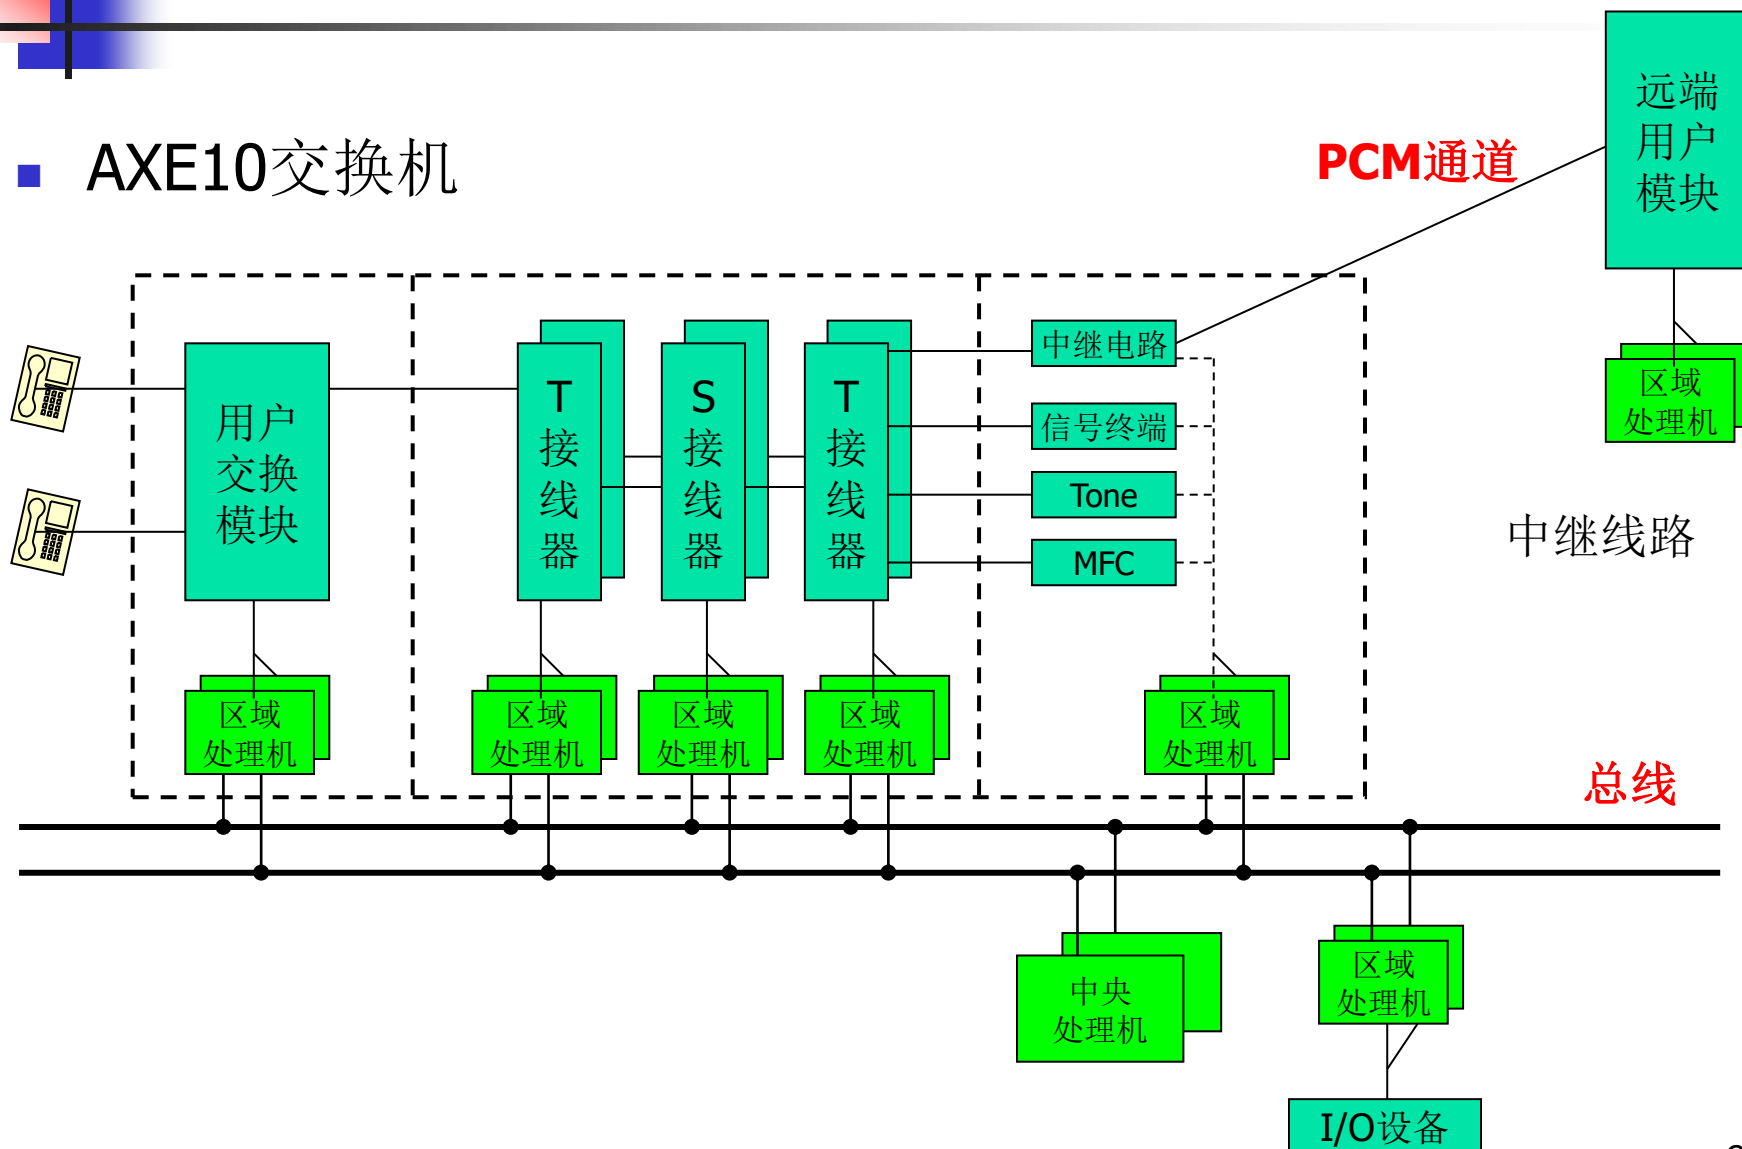 远端
用户
模块
AXE10交换机
PCM通道
区域
处理机
用户
交换
模块
T
接
线
器
S
接
线
器
T
接
线
器
中继电路
信号终端
Tone
MFC
中继线路
区域
处理机
区域
处理机
区域
处理机
区域
处理机
区域
处理机
总线
中央
处理机
区域
处理机
I/O设备